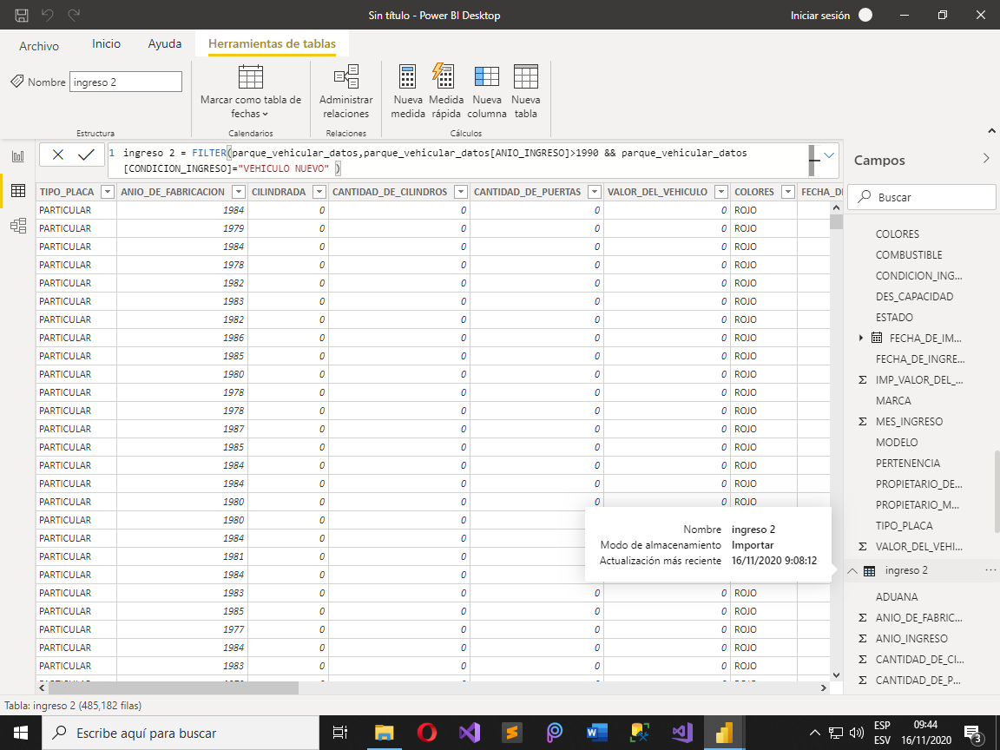 Sin título - Power BI Desktop
Iniciar sesión
Archivo Inicio Ayuda Herramientas de tablas
Nombre ingreso 2
Marcar como tabla de fechas
Administrar relaciones
Nueva medida
Medida rápida
Nueva columna
Nueva tabla
Estructura Calendarios Relaciones Cálculos
1 ingreso 2 = FILTER(parque_vehicular_datos,parque_vehicular_datos[ANIO_INGRESO]>1990 && parque_vehicular_datos
[CONDICION_INGRESO]="VEHICULO NUEVO" )
TIPO_PLACA ANIO_DE_FABRICACION CILINDRADA CANTIDAD_DE_CILINDROS CANTIDAD_DE_PUERTAS VALOR_DEL_VEHICULO COLORES FECHA_DE
PARTICULAR 1984 0 0 0 0 ROJO
PARTICULAR 1979 0 0 0 0 ROJO
PARTICULAR 1984 0 0 0 0 ROJO
PARTICULAR 1978 0 0 0 0 ROJO
PARTICULAR 1982 0 0 0 0 ROJO
PARTICULAR 1983 0 0 0 0 ROJO
PARTICULAR 1982 0 0 0 0 ROJO
PARTICULAR 1986 0 0 0 0 ROJO
PARTICULAR 1985 0 0 0 0 ROJO
PARTICULAR 1980 0 0 0 0 ROJO
PARTICULAR 1978 0 0 0 0 ROJO
PARTICULAR 1978 0 0 0 0 ROJO
PARTICULAR 1987 0 0 0 0 ROJO
PARTICULAR 1985 0 0 0 0 ROJO
PARTICULAR 1984 0 0 0 0 ROJO
PARTICULAR 1984 0 0 0 0 ROJO
PARTICULAR 1980 0 0 0 0 ROJO
PARTICULAR 1980 0 0
PARTICULAR 1984 0 0
PARTICULAR 1981 0 0
PARTICULAR 1984 0 0
PARTICULAR 1983 0 0 0 0 ROJO
PARTICULAR 1985 0 0 0 0 ROJO
PARTICULAR 1977 0 0 0 0 ROJO
PARTICULAR 1984 0 0 0 0 ROJO
PARTICULAR 1983 0 0 0 0 ROJO
Nombre ingreso 2
Modo de almacenamiento Importar
Actualización más reciente 16/11/2020 9:08:12
Campos
Buscar
COLORES
COMBUSTIBLE
CONDICION_ING...
DES_CAPACIDAD
ESTADO
FECHA_DE_IM...
FECHA_DE_INGRE...
Σ IMP_VALOR_DEL_...
MARCA
Σ MES_INGRESO
MODELO
PERTENENCIA
PROPIETARIO_DE...
PROPIETARIO_M...
TIPO_PLACA
Σ VALOR_DEL_VEHI...
ingreso 2 ...
ADUANA
Σ ANIO_DE_FABRIC...
Σ ANIO_INGRESO
Σ CANTIDAD_DE_CI...
Σ CANTIDAD_DE_P...
Tabla: ingreso 2 (485,182 filas)
Escribe aquí para buscar
ESP
ESV
09:44
16/11/2020
3